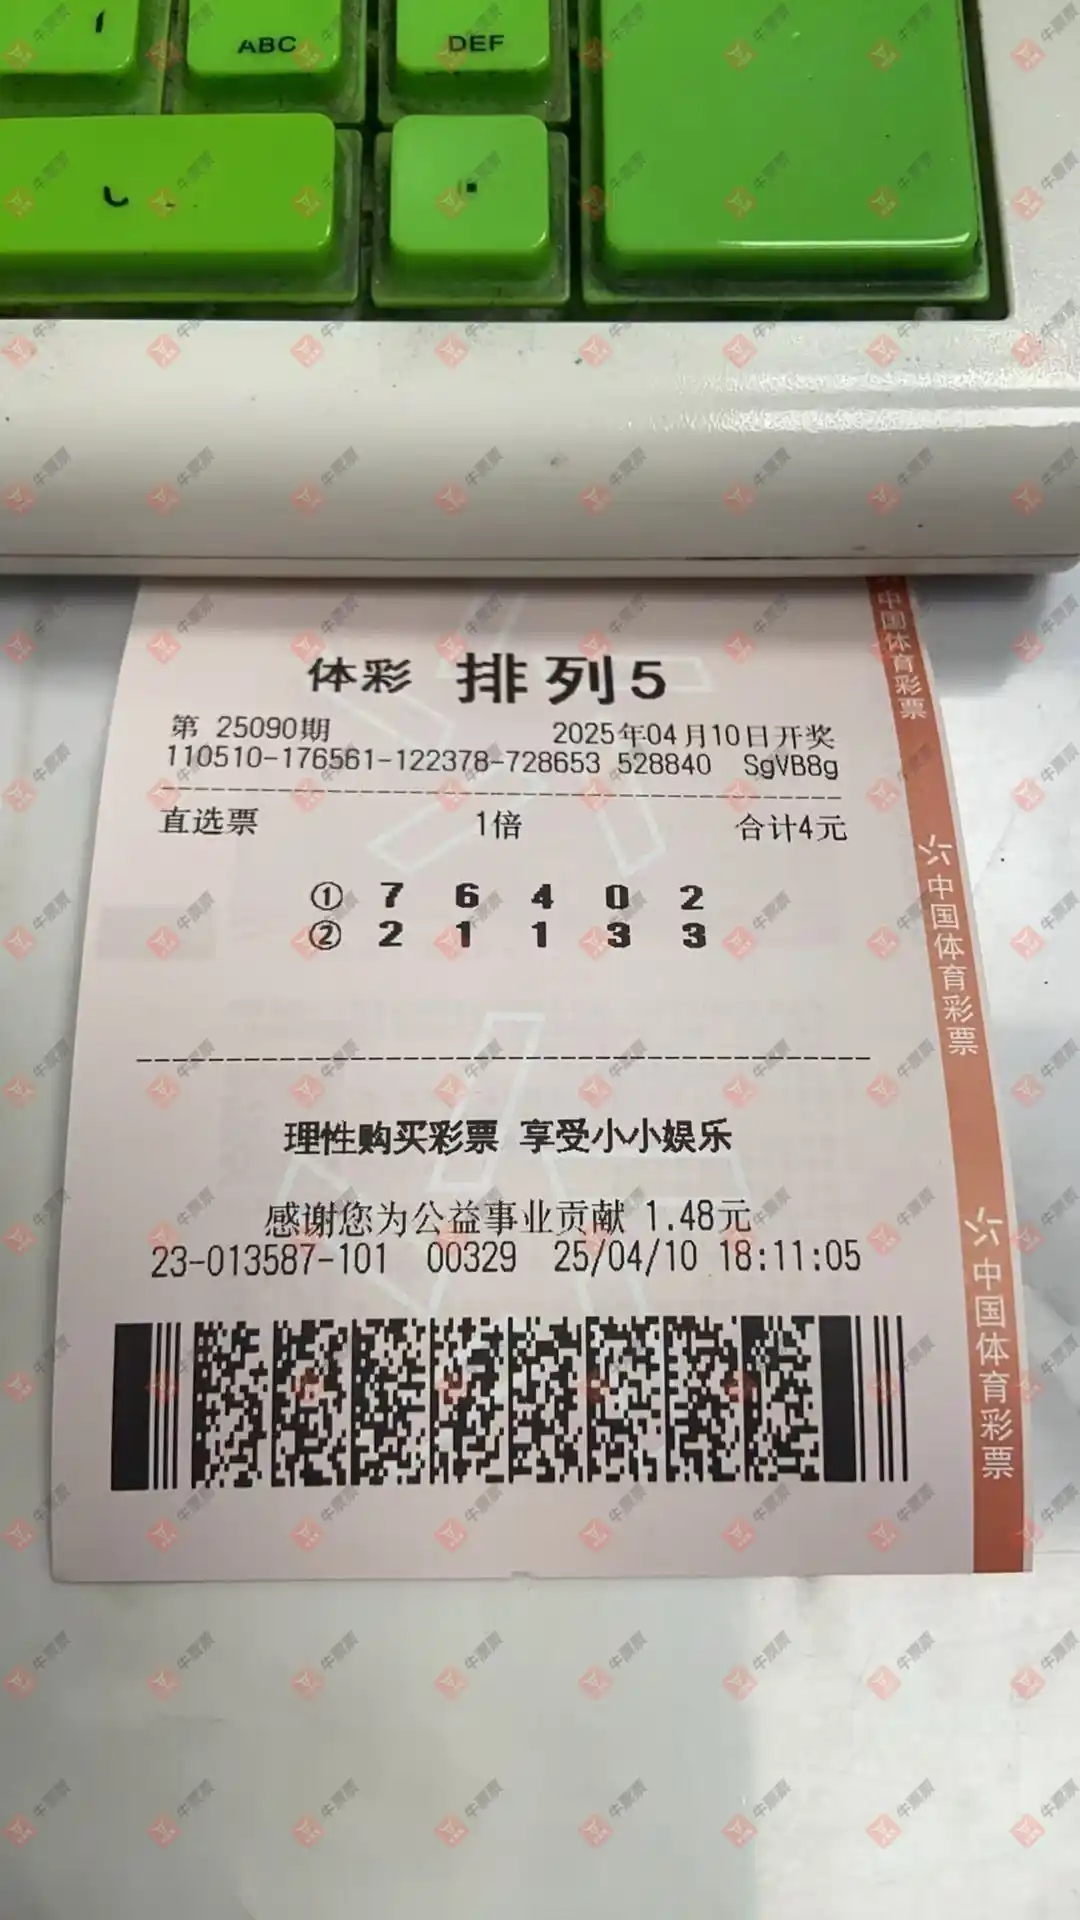 ABC
DEF
体彩 排列5
第 25090期 2025年04月10日开奖
110510-176561-122378-728653 528840 SgVB8g
直选票 1倍 合计4元
① 7 6 4 0 2
② 2 1 1 3 3
理性购买彩票 享受小小娱乐
感谢您为公益事业贡献 1.48元
23-013587-101 00329 25/04/10 18:11:05
中国体育彩票
中国体育彩票
中国体育彩票
牛票票